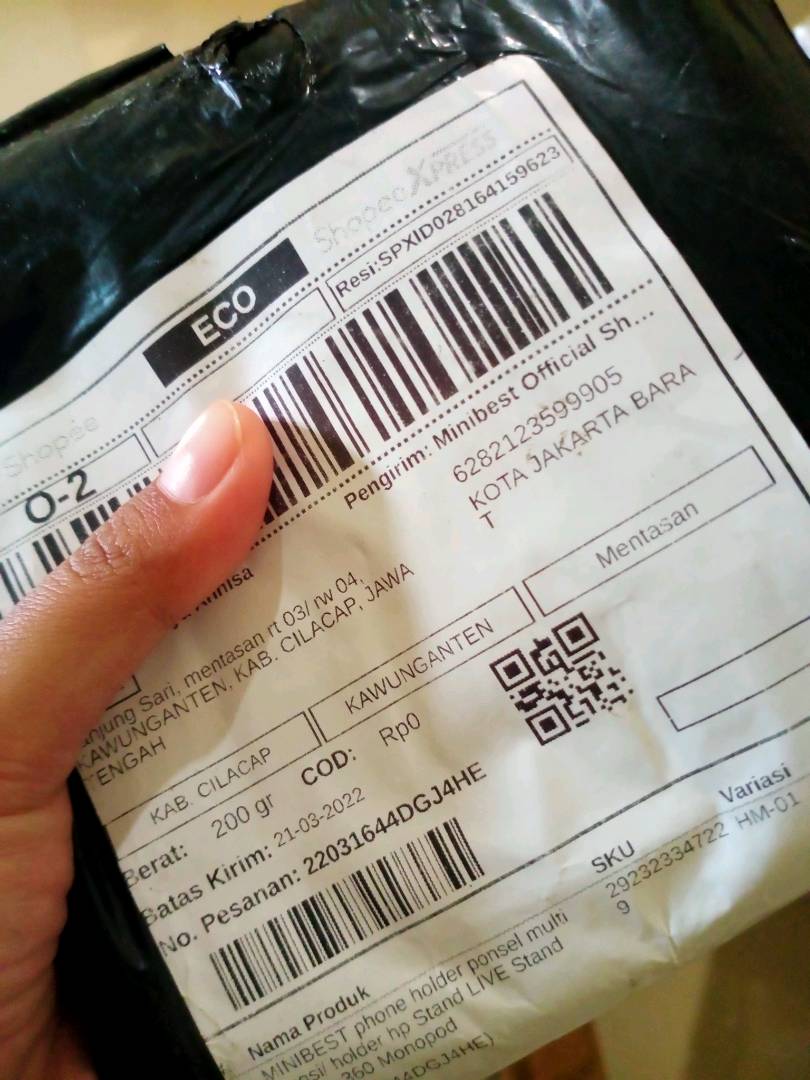 Shopee XPRESS
ECO
Resi:SPXID028164159623
Shopee
O-2
Pengirim: Minibest Official Sh...
6282123599905
KOTA JAKARTA BARA
T
Mentasan
Sari, mentasan rt 03/ rw 04,
KAWUNGANTEN, KAB. CILACAP, JAWA
TENGAH
KAB. CILACAP
KAWUNGANTEN
Berat: 200 gr
COD: Rp0
Batas Kirim: 21-03-2022
No. Pesanan: 22031644DGJ4HE
Nama Produk
SKU
Variasi
MINIBEST phone holder ponsel multi
holder hp Stand LIVE Stand
360 Monopod
29232334722
9
HM-01